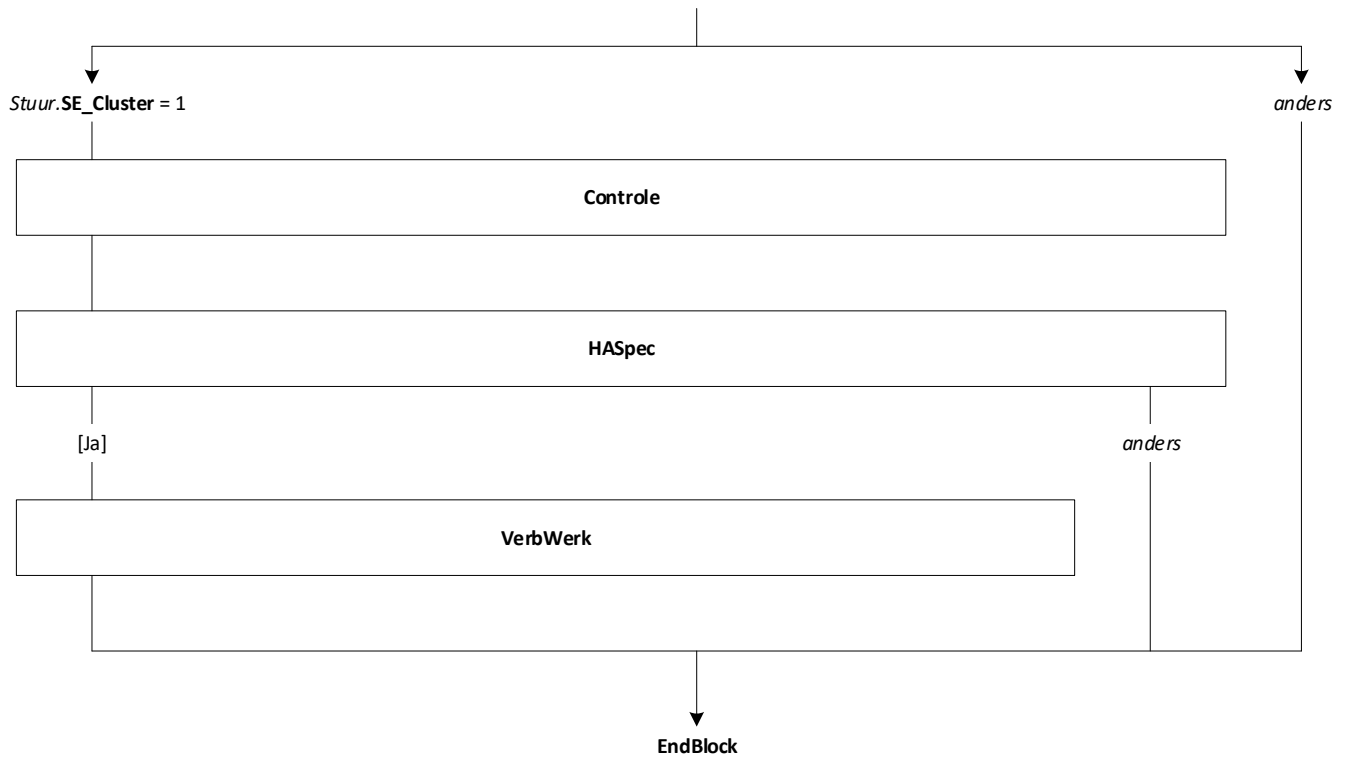 Stuur.SE_Cluster = 1
anders
Controle
HASpec
[Ja]
anders
VerbWerk
EndBlock